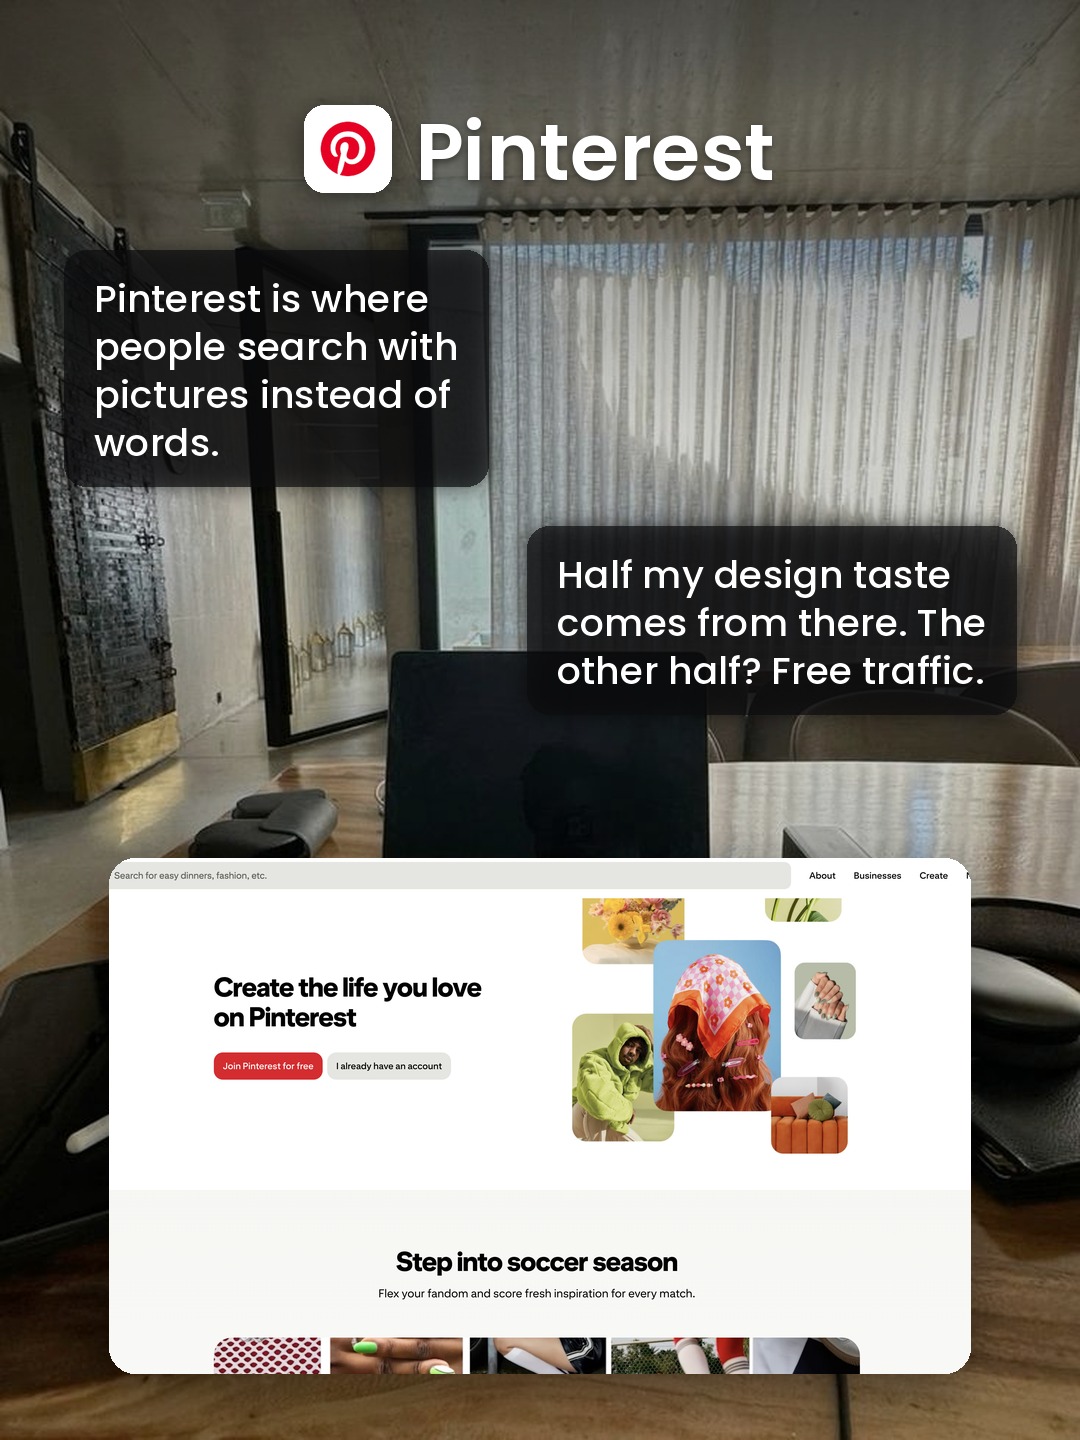 Pinterest
Pinterest is where
people search with
pictures instead of
words.
Half my design taste
comes from there. The
other half? Free traffic.
Search for easy dinners, fashion, etc.
About Businesses Create
Create the life you love
on Pinterest
Join Pinterest for free I already have an account
Step into soccer season
Flex your fandom and score fresh inspiration for every match.